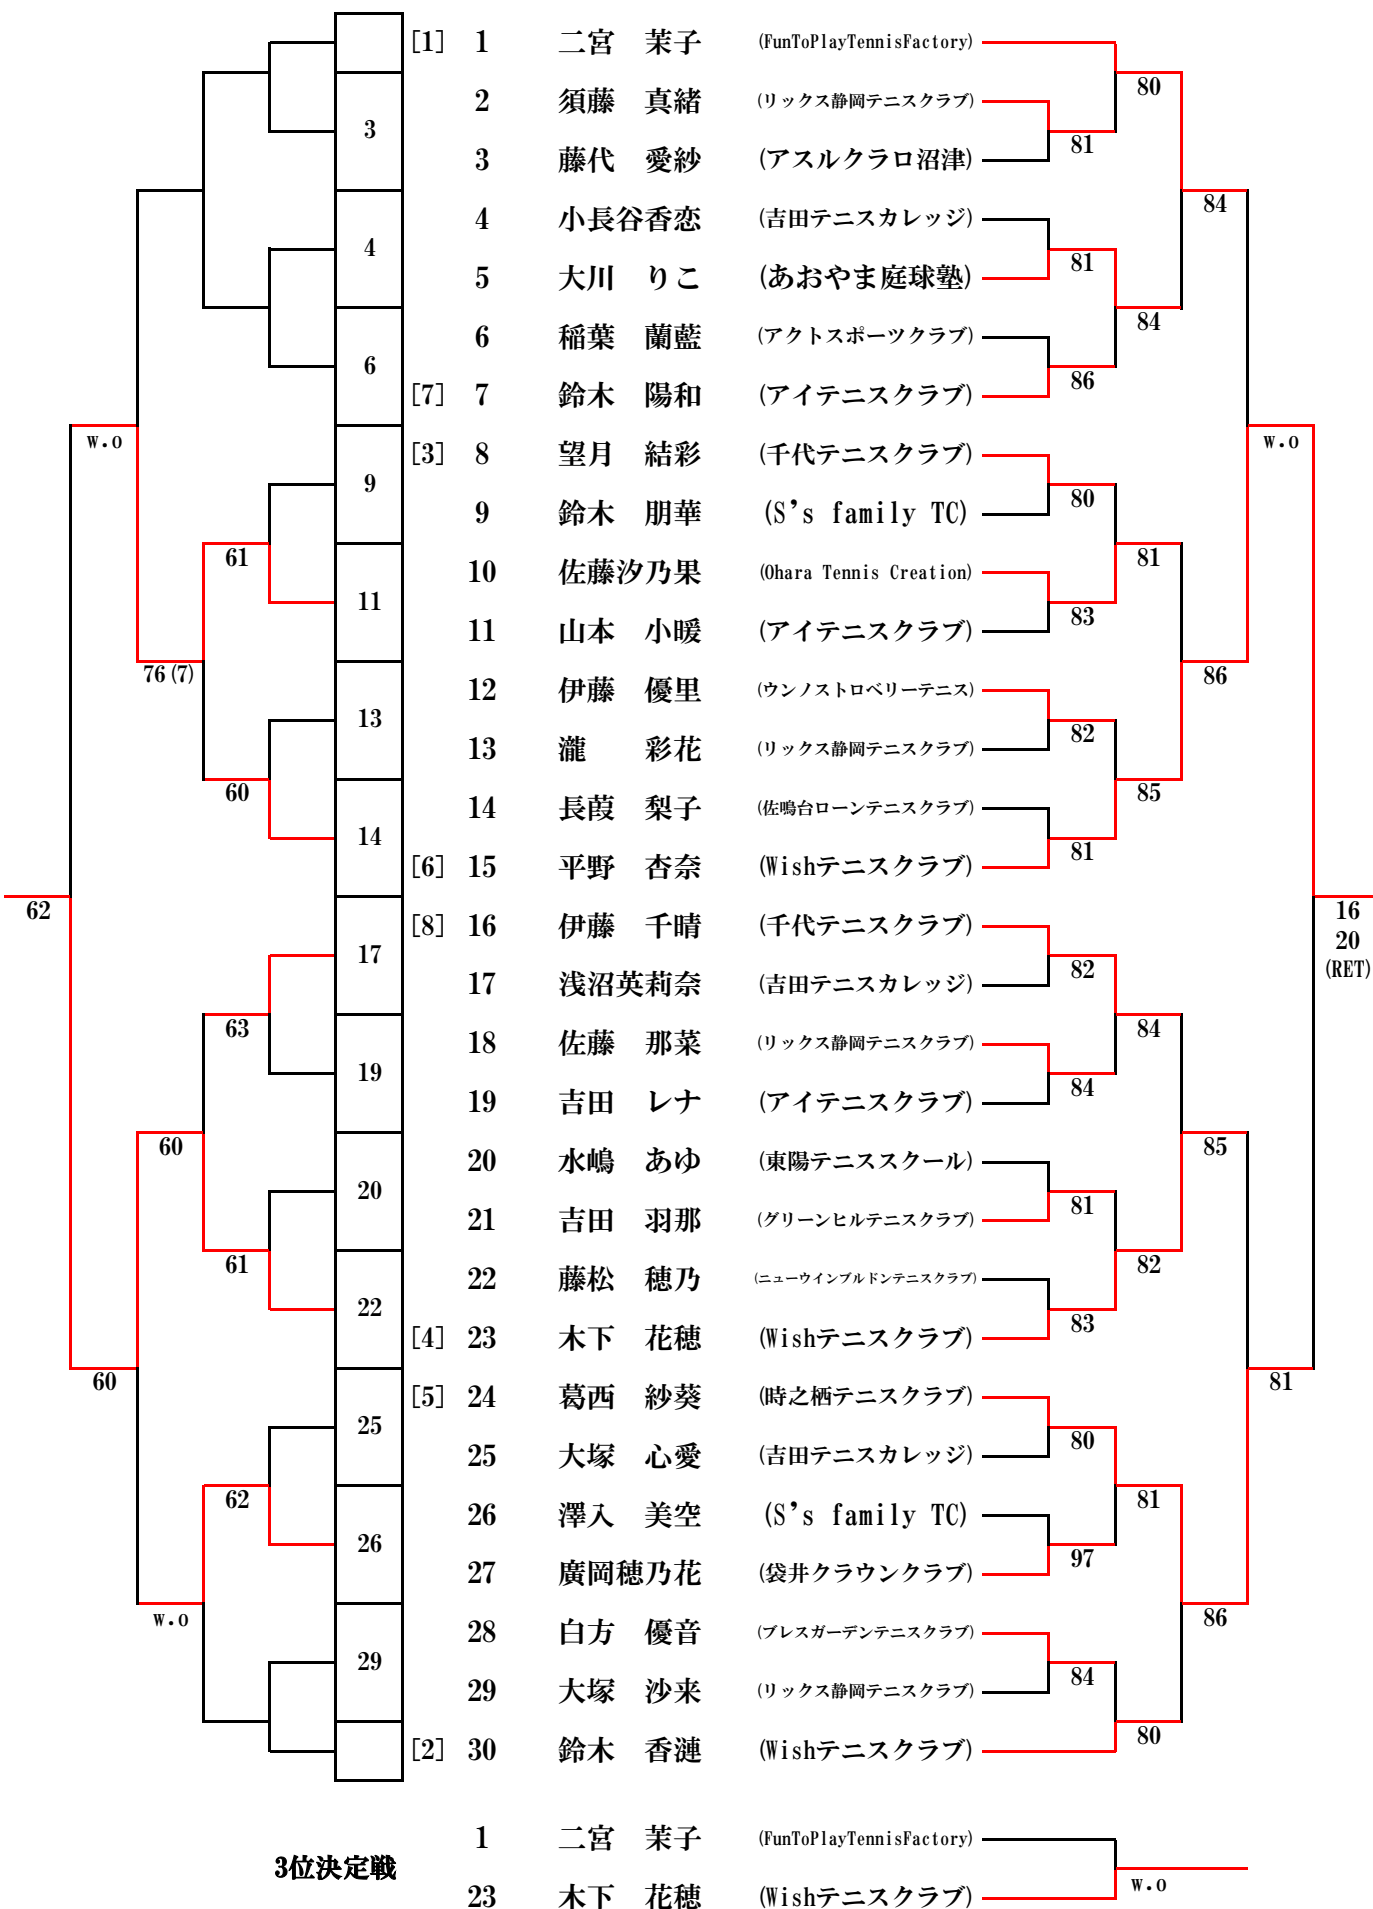 [1] 1 二宮 茉子 (FunToPlayTennisFactory)
80
2 須藤 真緒 (リックス静岡テニスクラブ)
3 81
3 藤代 愛紗 (アスルクラロ沼津)
84
4 小長谷香恋 (吉田テニスカレッジ)
4 81
5 大川 りこ (あおやま庭球塾)
84
6 稲葉 蘭藍 (アクトスポーツクラブ)
6 86
[7] 7 鈴木 陽和 (アイテニスクラブ)
w.o w.o
[3] 8 望月 結彩 (千代テニスクラブ)
9 80
9 鈴木 朋華 (S's family TC)
61 81
10 佐藤汐乃果 (Ohara Tennis Creation)
11 83
11 山本 小暖 (アイテニスクラブ)
76(7) 86
12 伊藤 優里 (ウンノストロベリーテニス)
13 82
13 瀧 彩花 (リックス静岡テニスクラブ)
60 85
14 長葭 梨子 (佐鳴台ローンテニスクラブ)
14 81
[6] 15 平野 杏奈 (Wishテニスクラブ)
62 16
[8] 16 伊藤 千晴 (千代テニスクラブ)
20
17 82 (RET)
17 浅沼英莉奈 (吉田テニスカレッジ)
63 84
18 佐藤 那菜 (リックス静岡テニスクラブ)
19 84
19 吉田 レナ (アイテニスクラブ)
60 85
20 水嶋 あゆ (東陽テニススクール)
20 81
21 吉田 羽那 (グリーンヒルテニスクラブ)
61 82
22 藤松 穂乃 (ニューウインブルドンテニスクラブ)
22 83
[4] 23 木下 花穂 (Wishテニスクラブ)
60 81
[5] 24 葛西 紗葵 (時之栖テニスクラブ)
25 80
25 大塚 心愛 (吉田テニスカレッジ)
62 81
26 澤入 美空 (S's family TC)
26 97
27 廣岡穂乃花 (袋井クラウンクラブ)
w.o 86
28 白方 優音 (ブレスガーデンテニスクラブ)
29 84
29 大塚 沙来 (リックス静岡テニスクラブ)
80
[2] 30 鈴木 香漣 (Wishテニスクラブ)
1 二宮 茉子 (FunToPlayTennisFactory)
3位決定戦
w.o
23 木下 花穂 (Wishテニスクラブ)